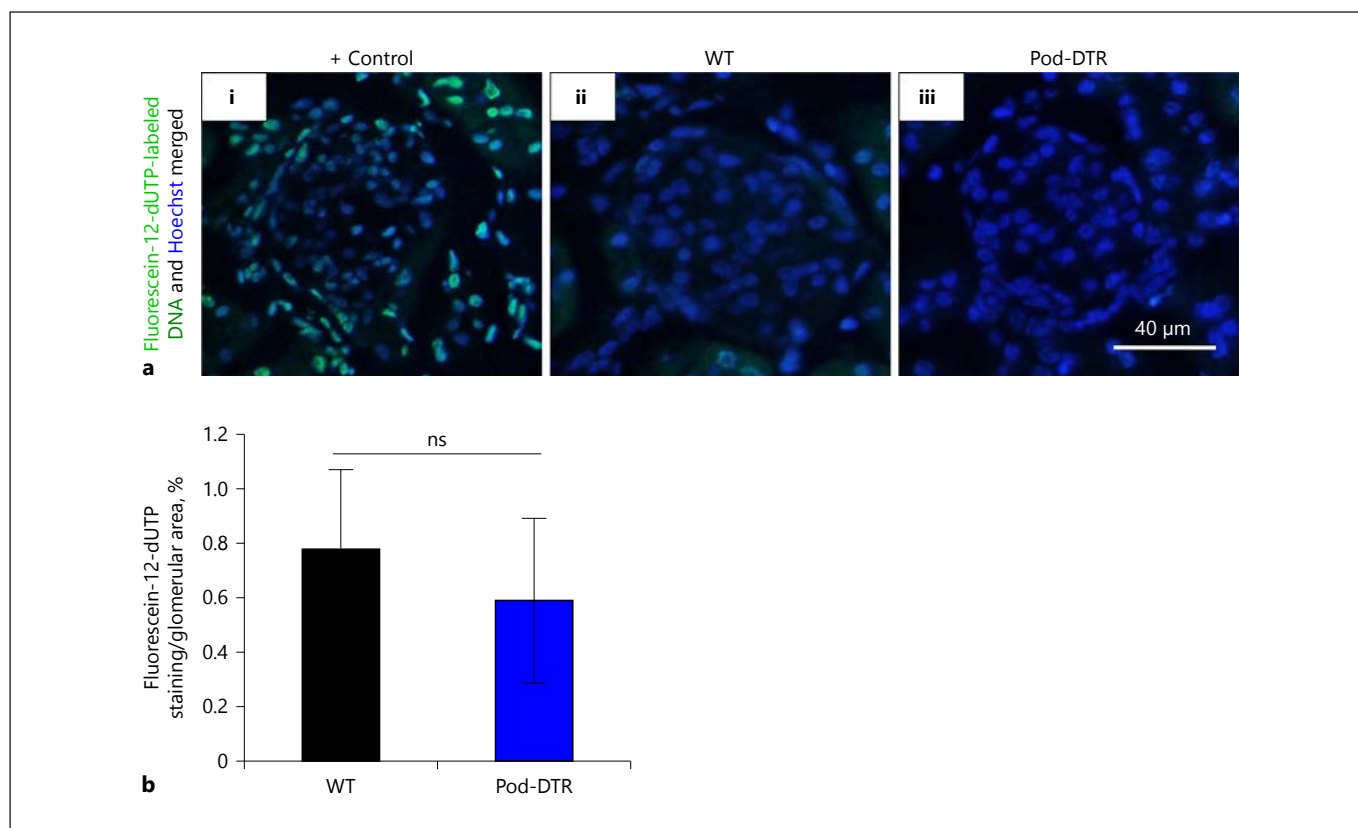 + Control
WT
Pod-DTR
i
ii
iii
Fluorescein-12-dUTP-labeled
DNA and Hoechst merged
40 µm
a
1.2
1.0
0.8
0.6
0.4
0.2
0
Fluorescein-12-dUTP
staining/glomerular area, %
ns
WT
Pod-DTR
b